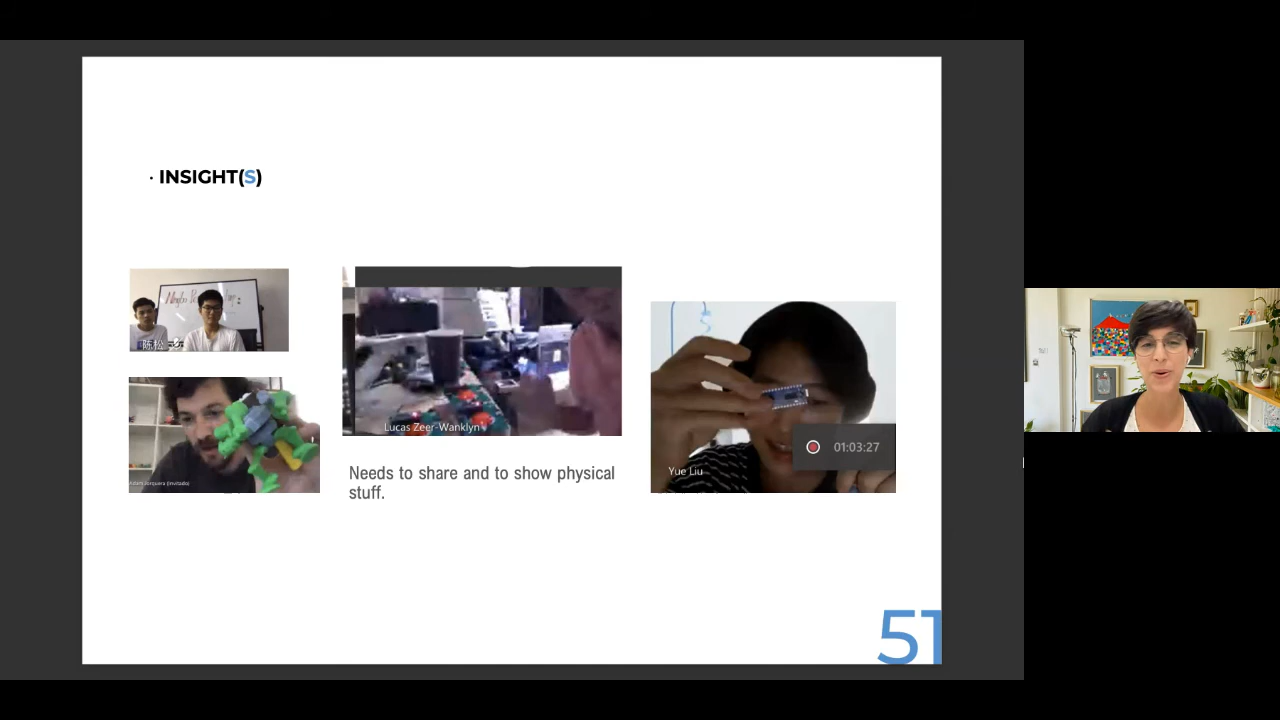 · INSIGHT(S)
陈松
Lucas Zeer-Wanklyn
Needs to share and to show physical
stuff.
01:03:27
Yue Liu
51